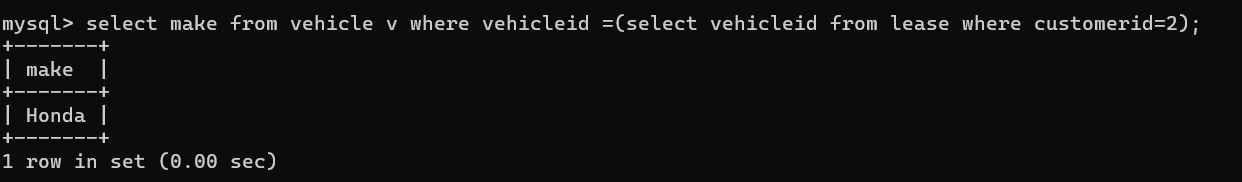 mysql> select make from vehicle v where vehicleid =(select vehicleid from lease where customerid=2);
+-------+
| make  |
+-------+
| Honda |
+-------+
1 row in set (0.00 sec)